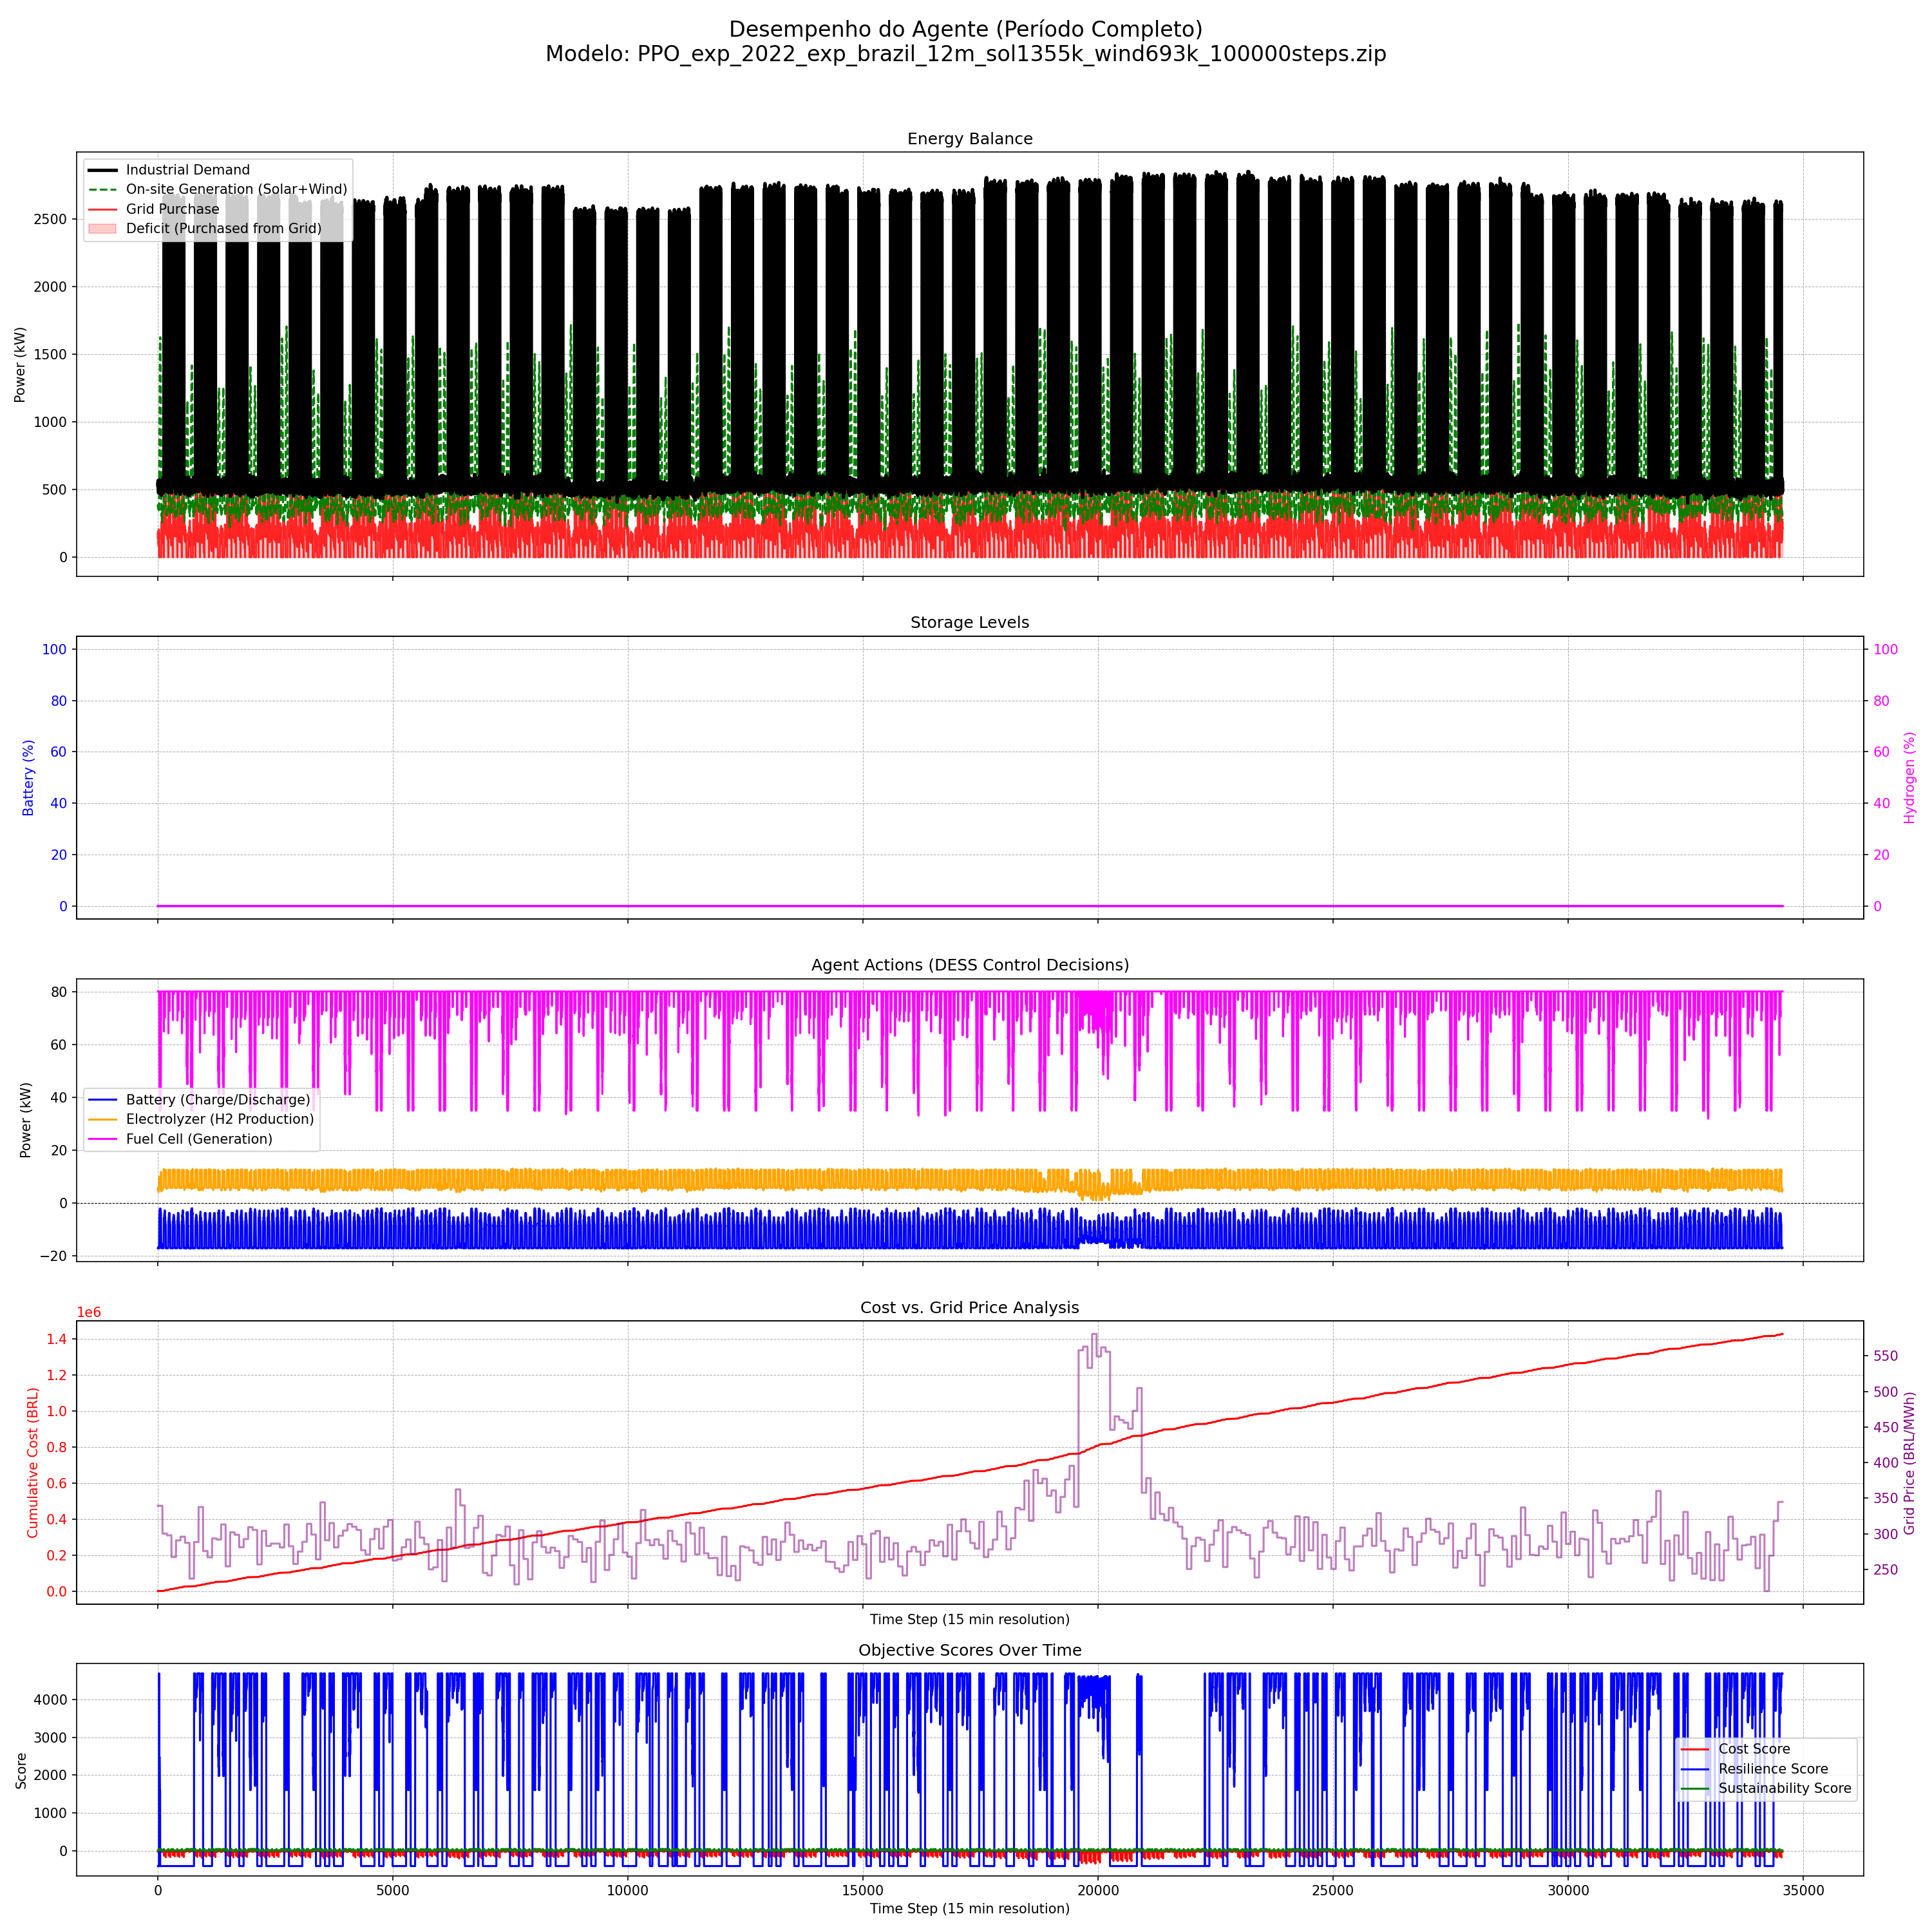 Desempenho do Agente (Período Completo)
Modelo: PPO_exp_2022_exp_brazil_12m_sol1355k_wind693k_100000steps.zip
Energy Balance
Industrial Demand
On-site Generation (Solar+Wind)
Grid Purchase
Deficit (Purchased from Grid)
Power (kW)
2500
2000
1500
1000
500
0
Storage Levels
Battery (%)
100
80
60
40
20
0
100
80
60
40
20
0
Hydrogen (%)
Agent Actions (DESS Control Decisions)
Power (kW)
80
60
40
20
0
−20
Battery (Charge/Discharge)
Electrolyzer (H2 Production)
Fuel Cell (Generation)
Cost vs. Grid Price Analysis
1e6
Cumulative Cost (BRL)
1.4
1.2
1.0
0.8
0.6
0.4
0.2
0.0
550
500
450
400
350
300
250
Grid Price (BRL/MWh)
Time Step (15 min resolution)
Objective Scores Over Time
Score
4000
3000
2000
1000
0
Cost Score
Resilience Score
Sustainability Score
0 5000 10000 15000 20000 25000 30000 35000
Time Step (15 min resolution)